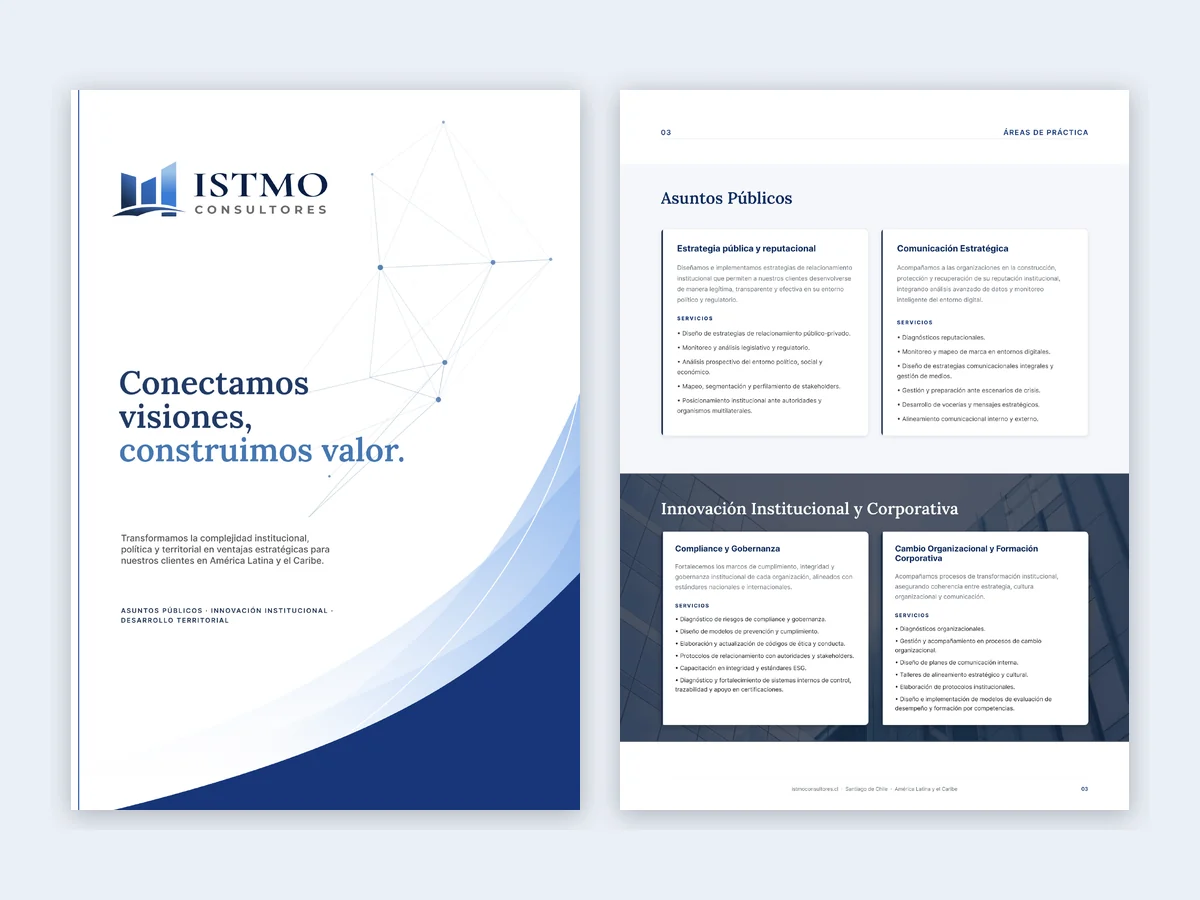 ISTMO
CONSULTORES
Conectamos
visiones,
construimos valor.
Transformamos la complejidad institucional,
política y territorial en ventajas estratégicas para
nuestros clientes en América Latina y el Caribe.
ASUNTOS PÚBLICOS · INNOVACIÓN INSTITUCIONAL ·
DESARROLLO TERRITORIAL
03
ÁREAS DE PRÁCTICA
Asuntos Públicos
Estrategia pública y reputacional
Diseñamos e implementamos estrategias de relacionamiento
institucional que permiten a nuestros clientes desenvolverse
de manera legítima, transparente y efectiva en su entorno
político y regulatorio.
SERVICIOS
• Diseño de estrategias de relacionamiento público-privado.
• Monitoreo y análisis legislativo y regulatorio.
• Análisis prospectivo del entorno político, social y
económico.
• Mapeo, segmentación y perfilamiento de stakeholders.
• Posicionamiento institucional ante autoridades y
organismos multilaterales.
Comunicación Estratégica
Acompañamos a las organizaciones en la construcción,
protección y recuperación de su reputación institucional,
integrando análisis avanzado de datos y monitoreo
inteligente del entorno digital.
SERVICIOS
• Diagnósticos reputacionales.
• Monitoreo y mapeo de marca en entornos digitales.
• Diseño de estrategias comunicacionales integrales y
gestión de medios.
• Gestión y preparación ante escenarios de crisis.
• Desarrollo de vocerías y mensajes estratégicos.
• Alineamiento comunicacional interno y externo.
Innovación Institucional y Corporativa
Compliance y Gobernanza
Fortalecemos los marcos de cumplimiento, integridad y
gobernanza institucional de cada organización, alineados con
estándares nacionales e internacionales.
SERVICIOS
• Diagnóstico de riesgos de compliance y gobernanza.
• Diseño de modelos de prevención y cumplimiento.
• Elaboración y actualización de códigos de ética y conducta.
• Protocolos de relacionamiento con autoridades y stakeholders.
• Capacitación en integridad y estándares ESG.
• Diagnóstico y fortalecimiento de sistemas internos de control,
trazabilidad y apoyo en certificaciones.
Cambio Organizacional y Formación
Corporativa
Acompañamos procesos de transformación institucional,
asegurando coherencia entre estrategia, cultura
organizacional y comunicación.
SERVICIOS
• Diagnósticos organizacionales.
• Gestión y acompañamiento en procesos de cambio
organizacional.
• Diseño de planes de comunicación interna.
• Talleres de alineamiento estratégico y cultural.
• Elaboración de protocolos institucionales.
• Diseño e implementación de modelos de evaluación de
desempeño y formación por competencias.
istmoconsultores.cl · Santiago de Chile · América Latina y el Caribe
03